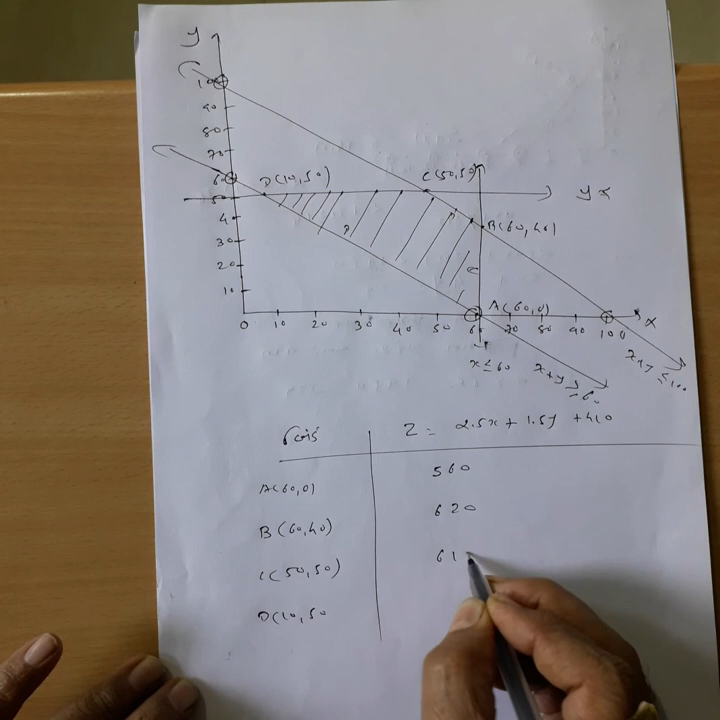 y
100
90
80
70
60
50
40
30
20
10
D(10,50)
C(50,50)
y x
B(60,40)
A(60,0)
x
0 10 20 30 40 50 60 70 80 90 100
x ≤ 60
x+y ≥ 60
x+y ≤ 100
Z = 2.5x + 1.5y + 410
A(60,0) 560
B(60,40) 620
C(50,50) 61
D(10,50